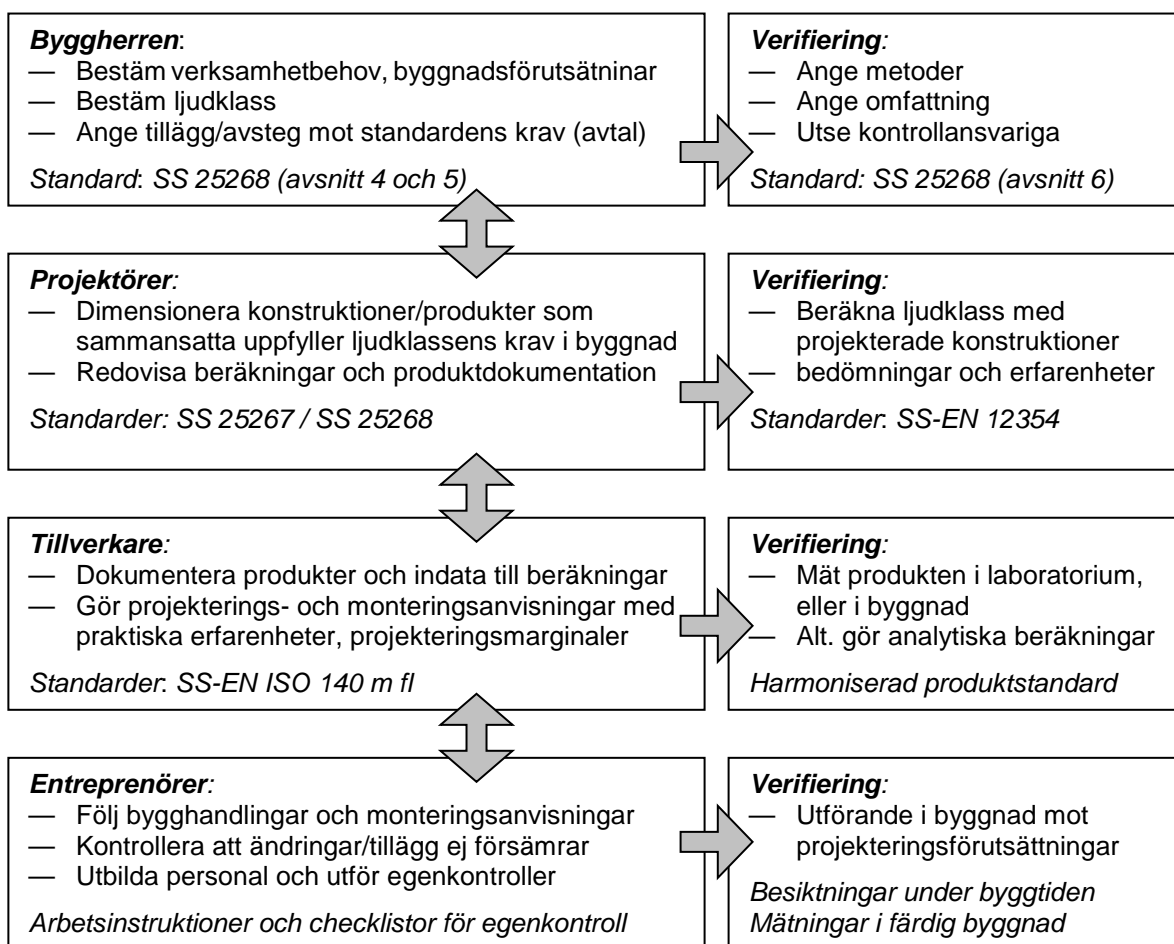 Byggherren:
— Bestäm verksamhetbehov, byggnadsförutsätninar
— Bestäm ljudklass
— Ange tillägg/avsteg mot standardens krav (avtal)
Standard: SS 25268 (avsnitt 4 och 5)
Verifiering:
— Ange metoder
— Ange omfattning
— Utse kontrollansvariga
Standard: SS 25268 (avsnitt 6)
Projektörer:
— Dimensionera konstruktioner/produkter som
sammansatta uppfyller ljudklassens krav i byggnad
— Redovisa beräkningar och produktdokumentation
Standarder: SS 25267 / SS 25268
Verifiering:
— Beräkna ljudklass med
projekterade konstruktioner
— bedömningar och erfarenheter
Standarder: SS-EN 12354
Tillverkare:
— Dokumentera produkter och indata till beräkningar
— Gör projekterings- och monteringsanvisningar med
praktiska erfarenheter, projekteringsmarginaler
Standarder: SS-EN ISO 140 m fl
Verifiering:
— Mät produkten i laboratorium,
eller i byggnad
— Alt. gör analytiska beräkningar
Harmoniserad produktstandard
Entreprenörer:
— Följ bygghandlingar och monteringsanvisningar
— Kontrollera att ändringar/tillägg ej försämrar
— Utbilda personal och utför egenkontroller
Arbetsinstruktioner och checklistor för egenkontroll
Verifiering:
— Utförande i byggnad mot
projekteringsförutsättningar
Besiktningar under byggtiden
Mätningar i färdig byggnad